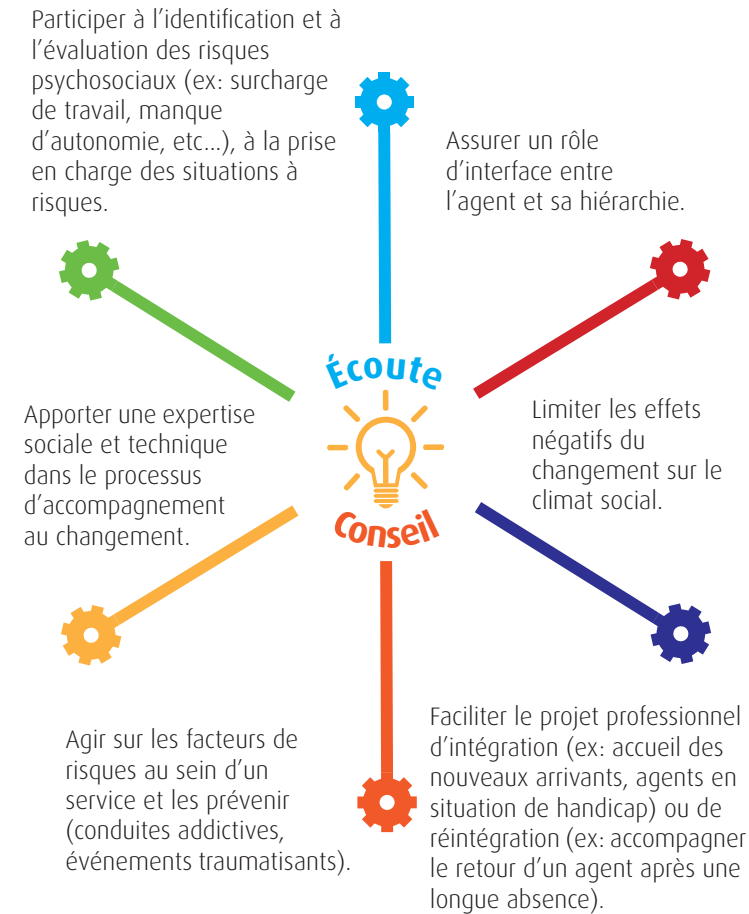 Participer à l’identification et à
l’évaluation des risques
psychosociaux (ex: surcharge
de travail, manque
d’autonomie, etc...), à la prise
en charge des situations à
risques.
Assurer un rôle
d’interface entre
l’agent et sa hiérarchie.
Écoute
Conseil
Apporter une expertise
sociale et technique
dans le processus
d’accompagnement
au changement.
Limiter les effets
négatifs du
changement sur le
climat social.
Agir sur les facteurs de
risques au sein d’un
service et les prévenir
(conduites addictives,
événements traumatisants).
Faciliter le projet professionnel
d’intégration (ex: accueil des
nouveaux arrivants, agents en
situation de handicap) ou de
réintégration (ex: accompagner
le retour d’un agent après une
longue absence).